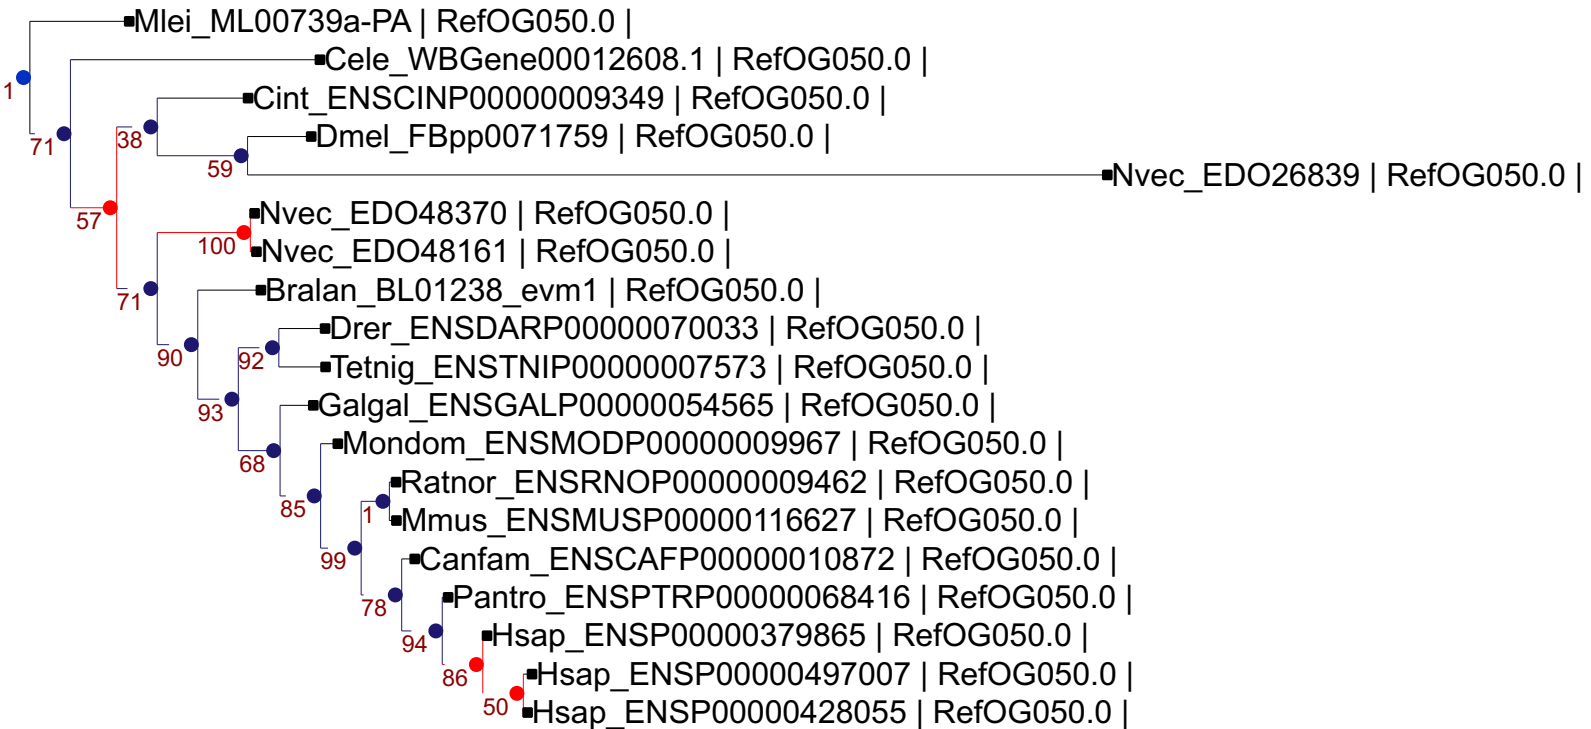 Mlei_ML00739a-PA | RefOG050.0 |
Cele_WBGene00012608.1 | RefOG050.0 |
1
Cint_ENSCINP00000009349 | RefOG050.0 |
71
38
Dmel_FBpp0071759 | RefOG050.0 |
59
Nvec_EDO26839 | RefOG050.0 |
57
Nvec_EDO48370 | RefOG050.0 |
100
Nvec_EDO48161 | RefOG050.0 |
71
Bralan_BL01238_evm1 | RefOG050.0 |
Drer_ENSDARP00000070033 | RefOG050.0 |
90
92
Tetnig_ENSTNIP00000007573 | RefOG050.0 |
93
Galgal_ENSGALP00000054565 | RefOG050.0 |
Mondom_ENSMODP00000009967 | RefOG050.0 |
68
Ratnor_ENSRNOP00000009462 | RefOG050.0 |
85
1
Mmus_ENSMUSP00000116627 | RefOG050.0 |
99
Canfam_ENSCAFP00000010872 | RefOG050.0 |
78
Pantro_ENSPTRP00000068416 | RefOG050.0 |
94
Hsap_ENSP00000379865 | RefOG050.0 |
86
Hsap_ENSP00000497007 | RefOG050.0 |
50
Hsap_ENSP00000428055 | RefOG050.0 |